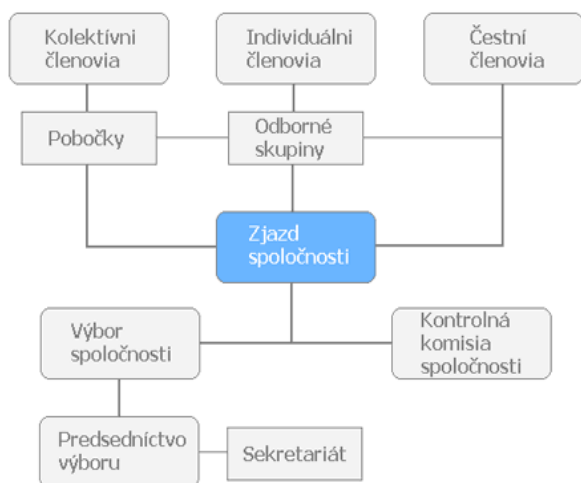 Kolektívni
členovia
Individuálni
členovia
Čestní
členovia
Pobočky
Odborné
skupiny
Zjazd
spoločnosti
Výbor
spoločnosti
Kontrolná
komisia
spoločnosti
Predsedníctvo
výboru
Sekretariát